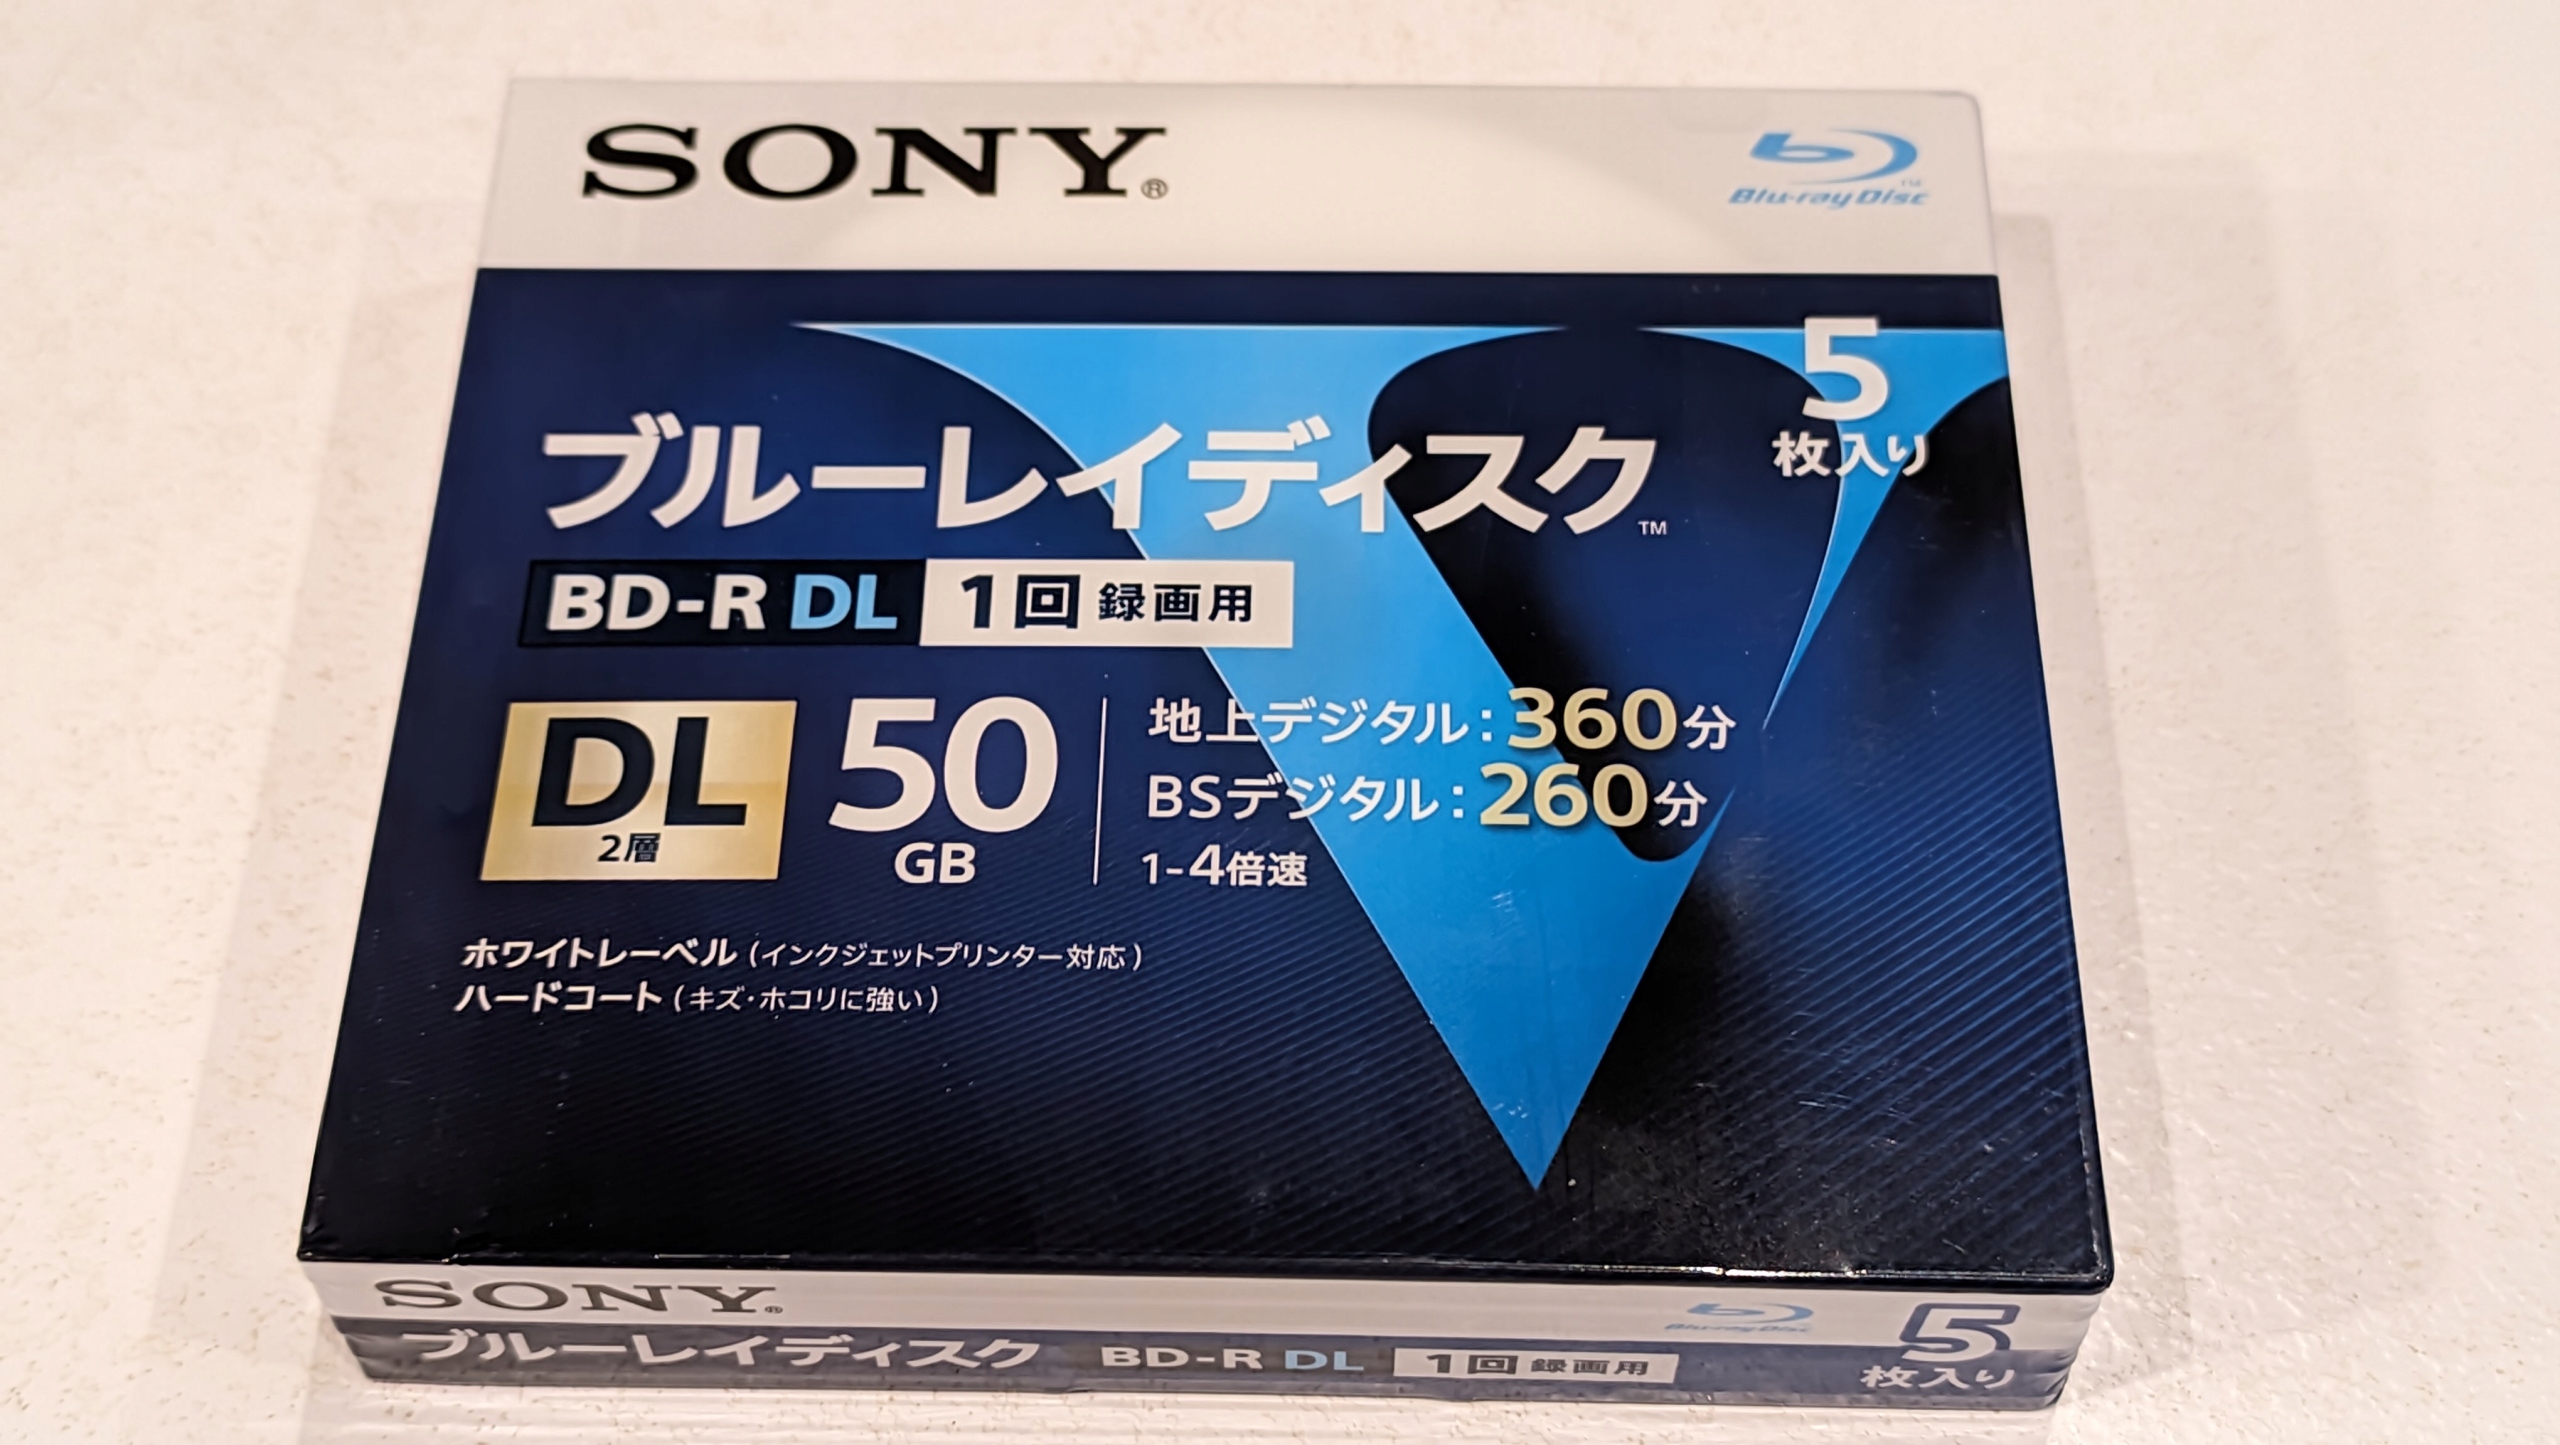 SONY®
Blu-ray Disc™
5
枚入り
ブルーレイディスク™
BD-R DL 1回 録画用
DL
2層
50
GB
地上デジタル:360分
BSデジタル:260分
1-4倍速
ホワイトレーベル(インクジェットプリンター対応)
ハードコート(キズ・ホコリに強い)
SONY®
Blu-ray Disc
5
枚入り
ブルーレイディスク BD-R DL 1回 録画用